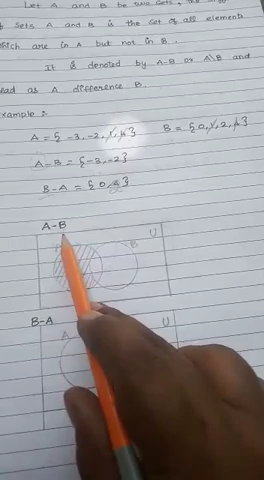 Let A and B be two sets, the
of sets A and B is the set of all elements
which are in A but not in B.
It is denoted by A-B or A\B and
read as A difference B.
Example :-
A = { -3, -2, 1, 4 } B = { 0, 1, 2, 4 }
A-B = { -3, -2 }
B-A = { 0, 2 }
A-B
U
B
B-A
U
A